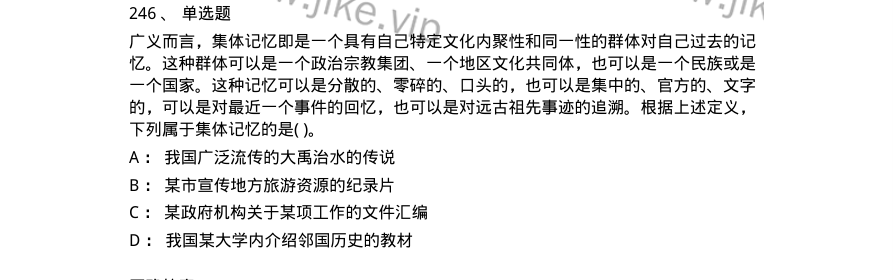 www.jike.vip
246 、 单选题
广义而言，集体记忆即是一个具有自己特定文化内聚性和同一性的群体对自己过去的记
忆。这种群体可以是一个政治宗教集团、一个地区文化共同体，也可以是一个民族或是
一个国家。这种记忆可以是分散的、零碎的、口头的，也可以是集中的、官方的、文字
的，可以是对最近一个事件的回忆，也可以是对远古祖先事迹的追溯。根据上述定义，
下列属于集体记忆的是( )。
A ： 我国广泛流传的大禹治水的传说
B ： 某市宣传地方旅游资源的纪录片
C ： 某政府机构关于某项工作的文件汇编
D ： 我国某大学内介绍邻国历史的教材